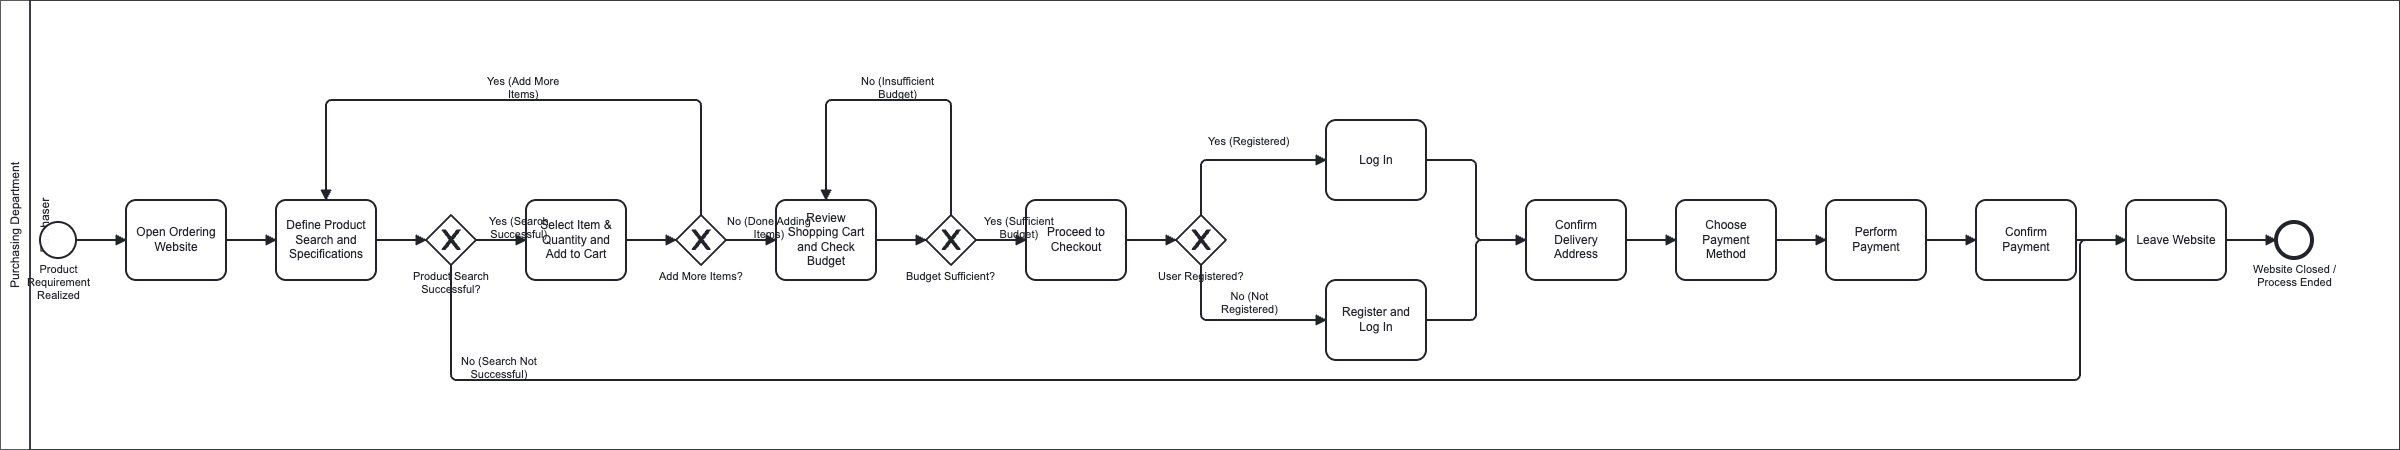 Purchasing Department
Product
Requirement
Realized
Open Ordering
Website
Define Product
Search and
Specifications
Product Search
Successful?
Yes (Search
Successful)
No (Search Not
Successful)
Select Item &
Quantity and
Add to Cart
Add More Items?
Yes (Add More
Items)
No (Done Adding
Items)
Review
Shopping Cart
and Check
Budget
Budget Sufficient?
No (Insufficient
Budget)
Yes (Sufficient
Budget)
Proceed to
Checkout
User Registered?
Yes (Registered)
No (Not
Registered)
Log In
Register and
Log In
Confirm
Delivery
Address
Choose
Payment
Method
Perform
Payment
Confirm
Payment
Leave Website
Website Closed /
Process Ended